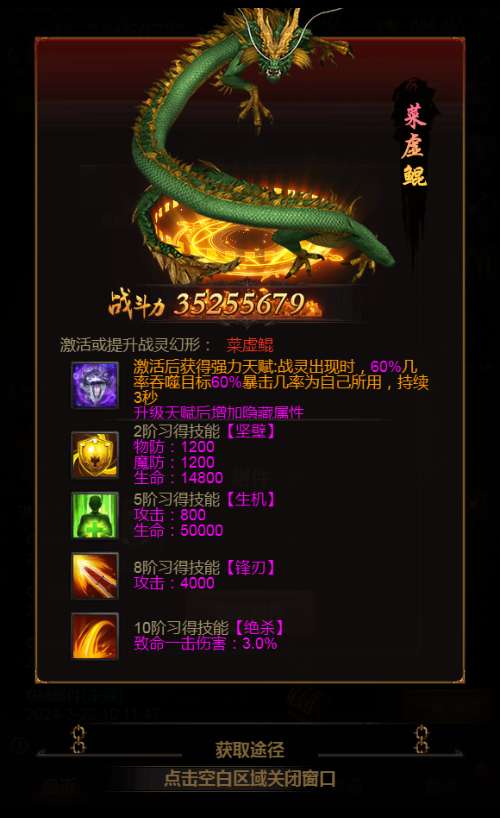 菜虚鲲
战斗力 35255679
激活或提升战灵幻形： 菜虚鲲
激活后获得强力天赋:战灵出现时，60%几
率吞噬目标60%暴击几率为自己所用，持续
3秒
升级天赋后增加隐藏属性
2阶习得技能【坚壁】
物防：1200
魔防：1200
生命：14800
5阶习得技能【生机】
攻击：800
生命：50000
8阶习得技能【锋刃】
攻击：4000
10阶习得技能【绝杀】
致命一击伤害：3.0%
获取途径
点击空白区域关闭窗口